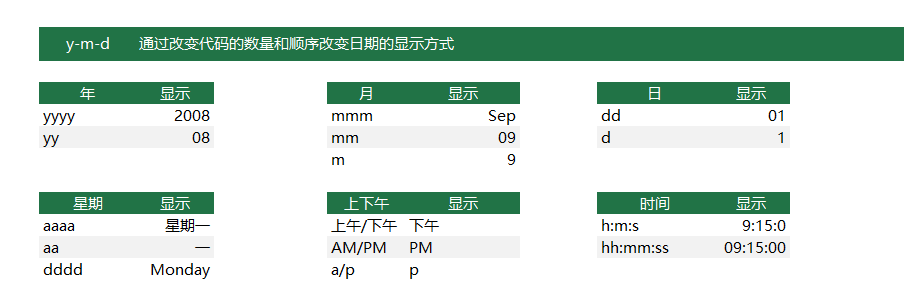 y-m-d 通过改变代码的数量和顺序改变日期的显示方式
年 显示 月 显示 日 显示
yyyy 2008 mmm Sep dd 01
yy 08 mm 09 d 1
m 9
星期 显示 上下午 显示 时间 显示
aaaa 星期一 上午/下午 下午 h:m:s 9:15:0
aa 一 AM/PM PM hh:mm:ss 09:15:00
dddd Monday a/p p